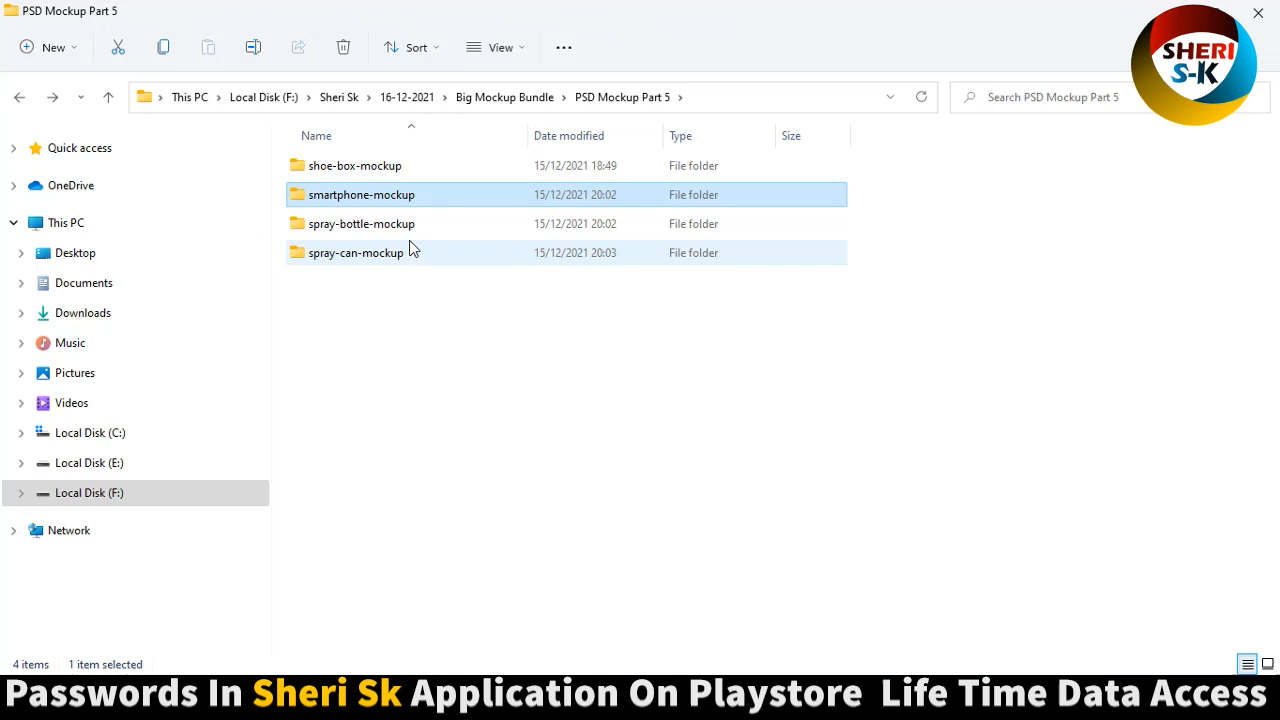 PSD Mockup Part 5
New
Sort
View
This PC > Local Disk (F:) > Sheri Sk > 16-12-2021 > Big Mockup Bundle > PSD Mockup Part 5 >
Search PSD Mockup Part 5
SHERI
S-K
Name Date modified Type Size
Quick access
OneDrive
This PC
Desktop
Documents
Downloads
Music
Pictures
Videos
Local Disk (C:)
Local Disk (E:)
Local Disk (F:)
Network
shoe-box-mockup 15/12/2021 18:49 File folder
smartphone-mockup 15/12/2021 20:02 File folder
spray-bottle-mockup 15/12/2021 20:02 File folder
spray-can-mockup 15/12/2021 20:03 File folder
4 items 1 item selected
Passwords In Sheri Sk Application On Playstore Life Time Data Access